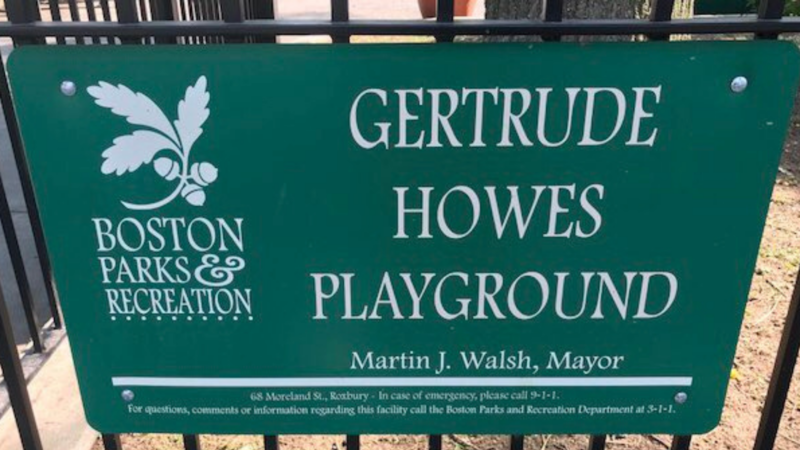 BOSTON
PARKS &
RECREATION
GERTRUDE
HOWES
PLAYGROUND
Martin J. Walsh, Mayor
68 Moreland St., Roxbury - In case of emergency, please call 9-1-1.
For questions, comments or information regarding this facility call the Boston Parks and Recreation Department at 3-1-1.